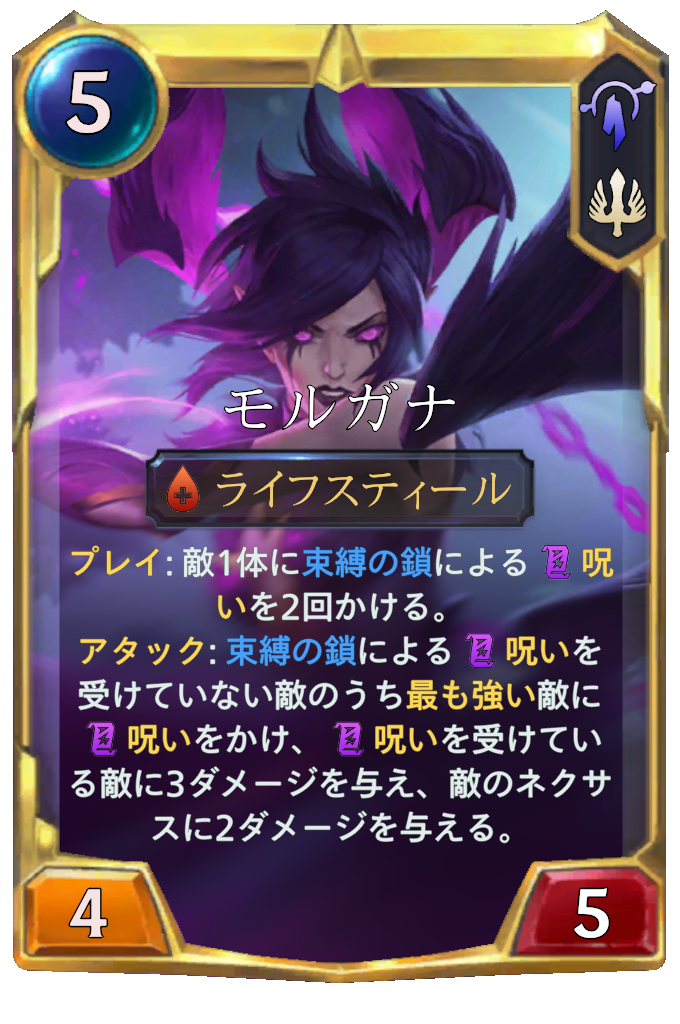 5
モルガナ
ライフスティール
プレイ: 敵1体に束縛の鎖による 呪
いを2回かける。
アタック: 束縛の鎖による 呪いを
受けていない敵のうち最も強い敵に
呪いをかけ、 呪いを受けてい
る敵に3ダメージを与え、敵のネクサ
スに2ダメージを与える。
4
5